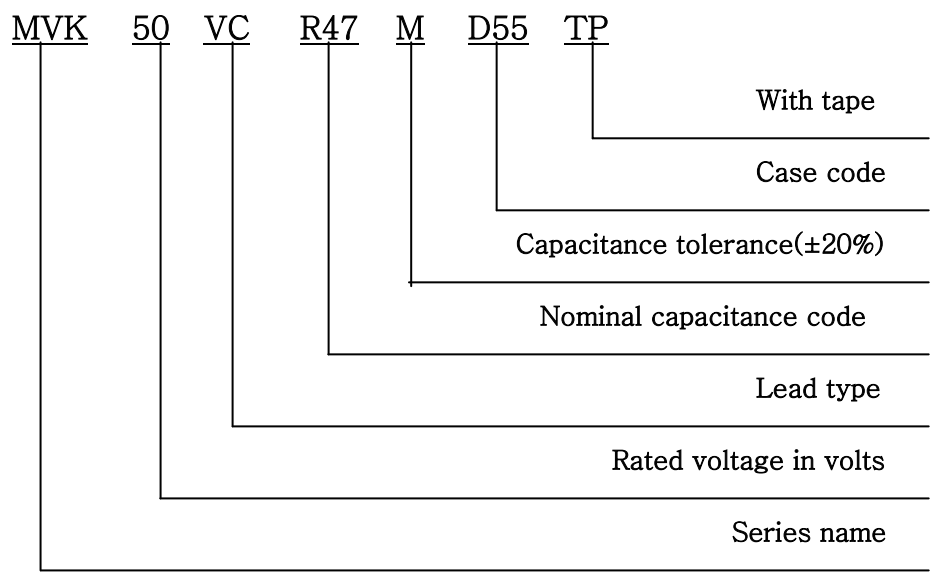 MVK 50 VC R47 M D55 TP
With tape
Case code
Capacitance tolerance(±20%)
Nominal capacitance code
Lead type
Rated voltage in volts
Series name